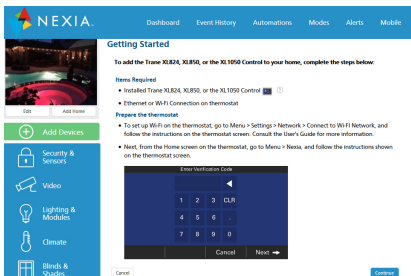 NEXIA
Dashboard Event History Automations Modes Alerts Mobile
Getting Started
To add the Trane XL824, XL850, or the XL1050 Control to your home, complete the steps below:
Items Required
Installed Trane XL824, XL850, or the XL1050 Control
Ethernet or Wi-Fi Connection on thermostat
Prepare the thermostat
To set up Wi-Fi on the thermostat, go to Menu > Settings > Network > Connect to Wi-Fi Network, and
follow the instructions on the thermostat screen. Consult the User's Guide for more information.
Next, from the Home screen on the thermostat, go to Menu > Nexia, and follow the instructions shown
on the thermostat screen.
Edit Add Home
Add Devices
Security &
Sensors
Video
Lighting &
Modules
Climate
Blinds &
Shades
Enter Verification Code
1 2 3 CLR
4 5 6 .
7 8 9 0
Cancel Next
Cancel Continue